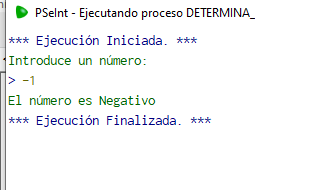 PSeInt - Ejecutando proceso DETERMINA_
*** Ejecución Iniciada. ***
Introduce un número:
> -1
El número es Negativo
*** Ejecución Finalizada. ***